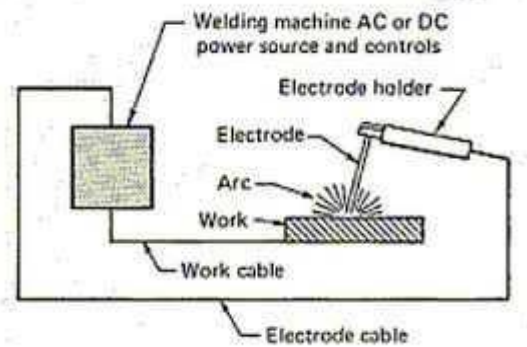 Welding machine AC or DC
power source and controls
Electrode holder
Electrode
Arc
Work
Work cable
Electrode cable